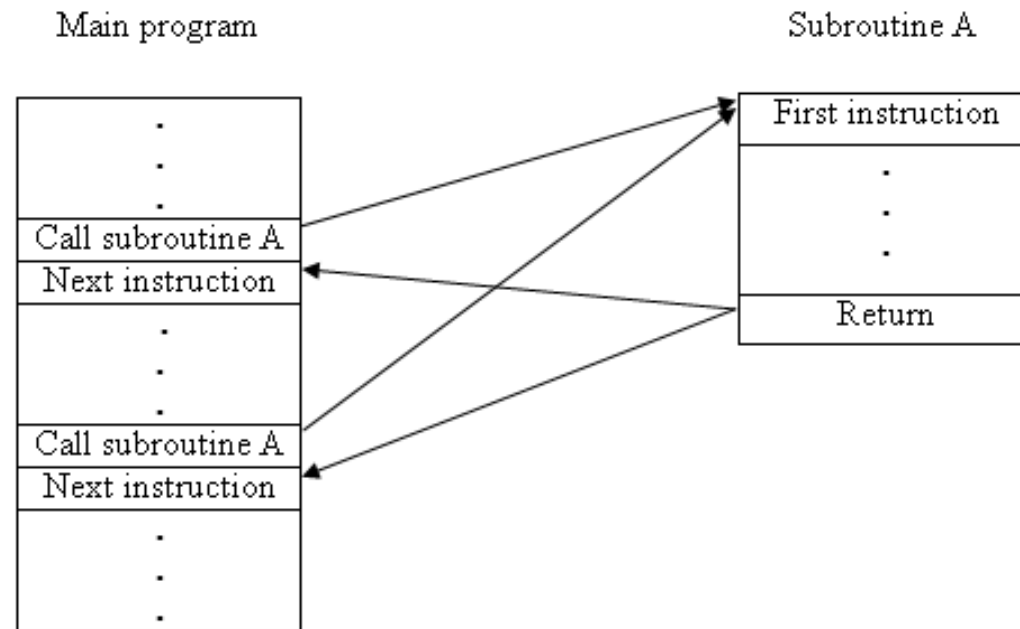 Main program
Subroutine A
.
.
.
Call subroutine A
Next instruction
.
.
.
Call subroutine A
Next instruction
.
.
.
First instruction
.
.
.
Return